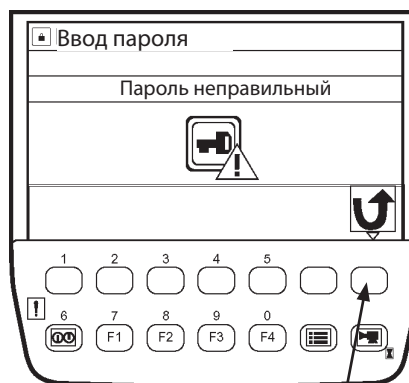 Ввод пароля
Пароль неправильный
1 2 3 4 5
6 7 8 9 0
F1 F2 F3 F4